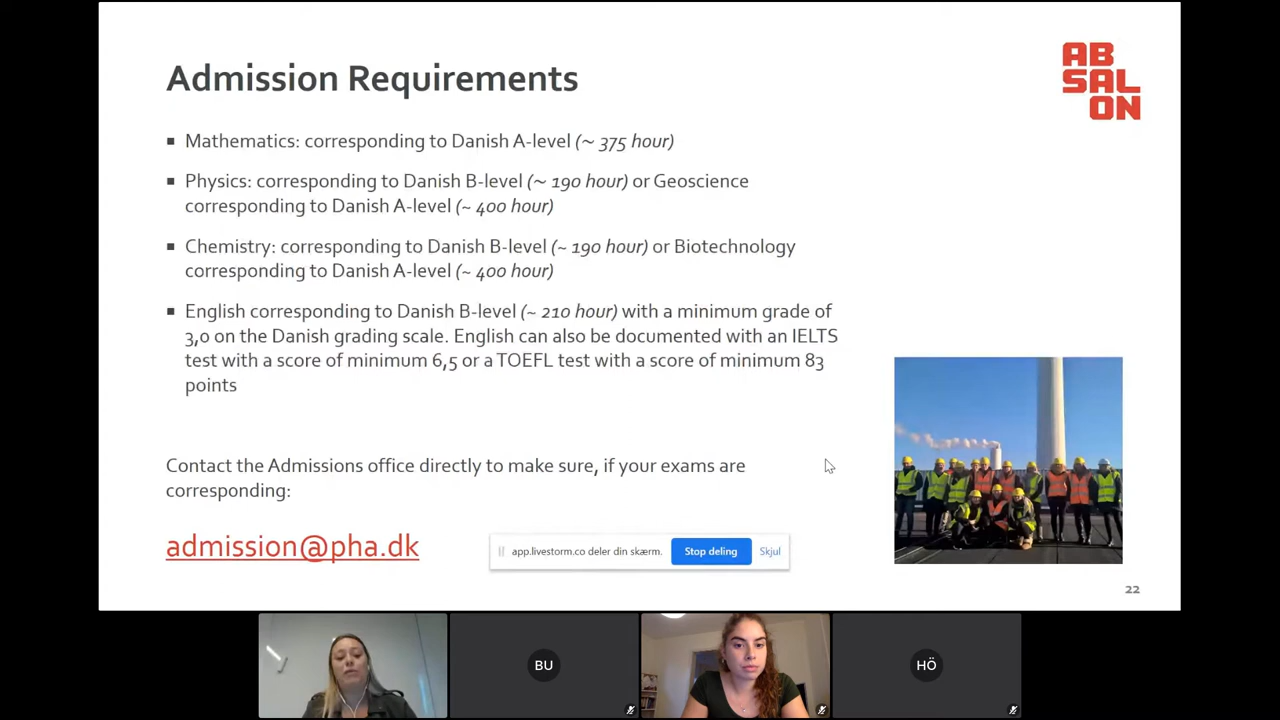 Admission Requirements
AB
SAL
ON
▪ Mathematics: corresponding to Danish A-level (~ 375 hour)
▪ Physics: corresponding to Danish B-level (~ 190 hour) or Geoscience
corresponding to Danish A-level (~ 400 hour)
▪ Chemistry: corresponding to Danish B-level (~ 190 hour) or Biotechnology
corresponding to Danish A-level (~ 400 hour)
▪ English corresponding to Danish B-level (~ 210 hour) with a minimum grade of
3,0 on the Danish grading scale. English can also be documented with an IELTS
test with a score of minimum 6,5 or a TOEFL test with a score of minimum 83
points
Contact the Admissions office directly to make sure, if your exams are
corresponding:
admission@pha.dk
app.livestorm.co deler din skærm. Stop deling Skjul
22
BU HÖ